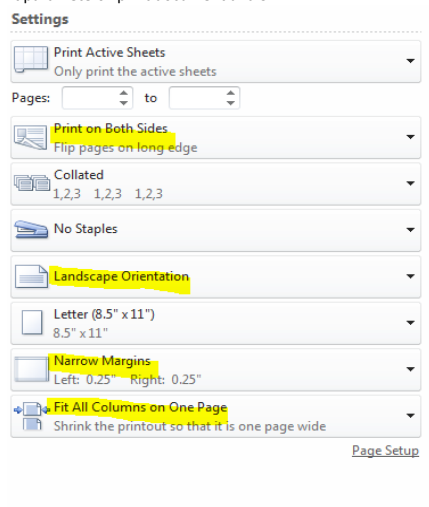 Settings
Print Active Sheets
Only print the active sheets
Pages: to
Print on Both Sides
Flip pages on long edge
Collated
1,2,3 1,2,3 1,2,3
No Staples
Landscape Orientation
Letter (8.5" x 11")
8.5" x 11"
Narrow Margins
Left: 0.25" Right: 0.25"
Fit All Columns on One Page
Shrink the printout so that it is one page wide
Page Setup